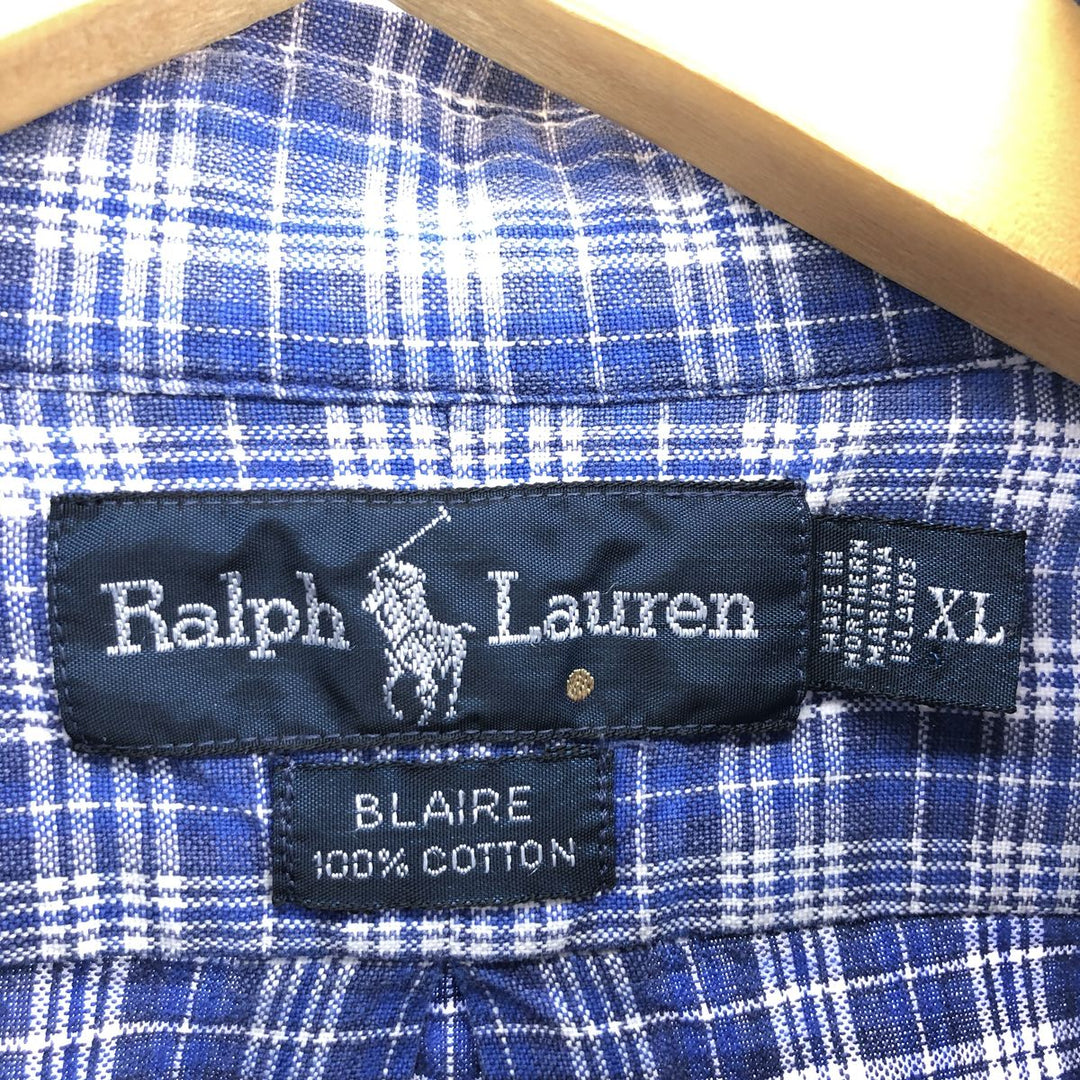 Ralph Lauren
MADE IN
NORTHERN
MARIANA
ISLANDS
XL
BLAIRE
100% COTTON